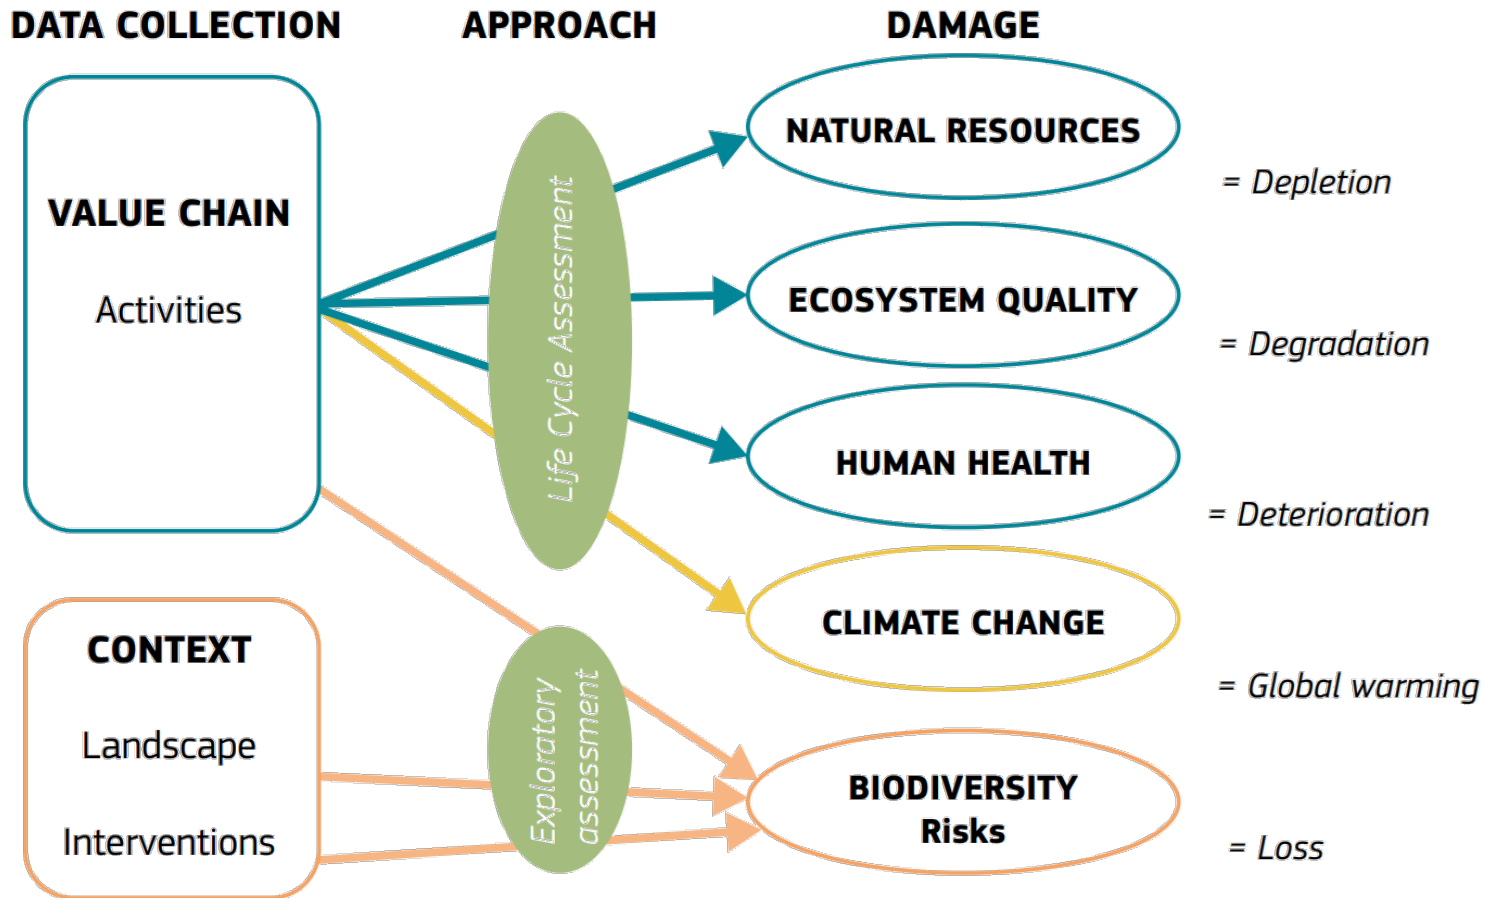 DATA COLLECTION
APPROACH
DAMAGE
VALUE CHAIN
Activities
CONTEXT
Landscape
Interventions
Life Cycle Assessment
Exploratory
assessment
NATURAL RESOURCES
= Depletion
ECOSYSTEM QUALITY
= Degradation
HUMAN HEALTH
= Deterioration
CLIMATE CHANGE
= Global warming
BIODIVERSITY
Risks
= Loss